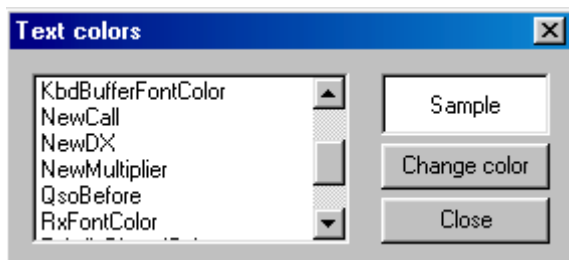 Text colors
KbdBufferFontColor
NewCall
NewDX
NewMultiplier
QsoBefore
RxFontColor
Sample
Change color
Close